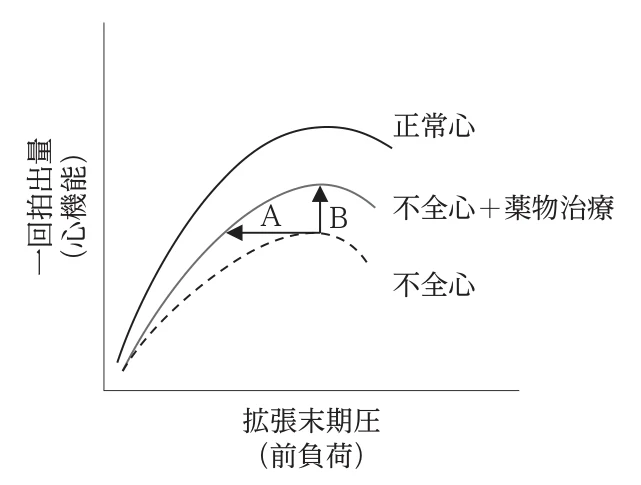 一回拍出量
（心機能）
正常心
不全心＋薬物治療
不全心
A
B
拡張末期圧
（前負荷）